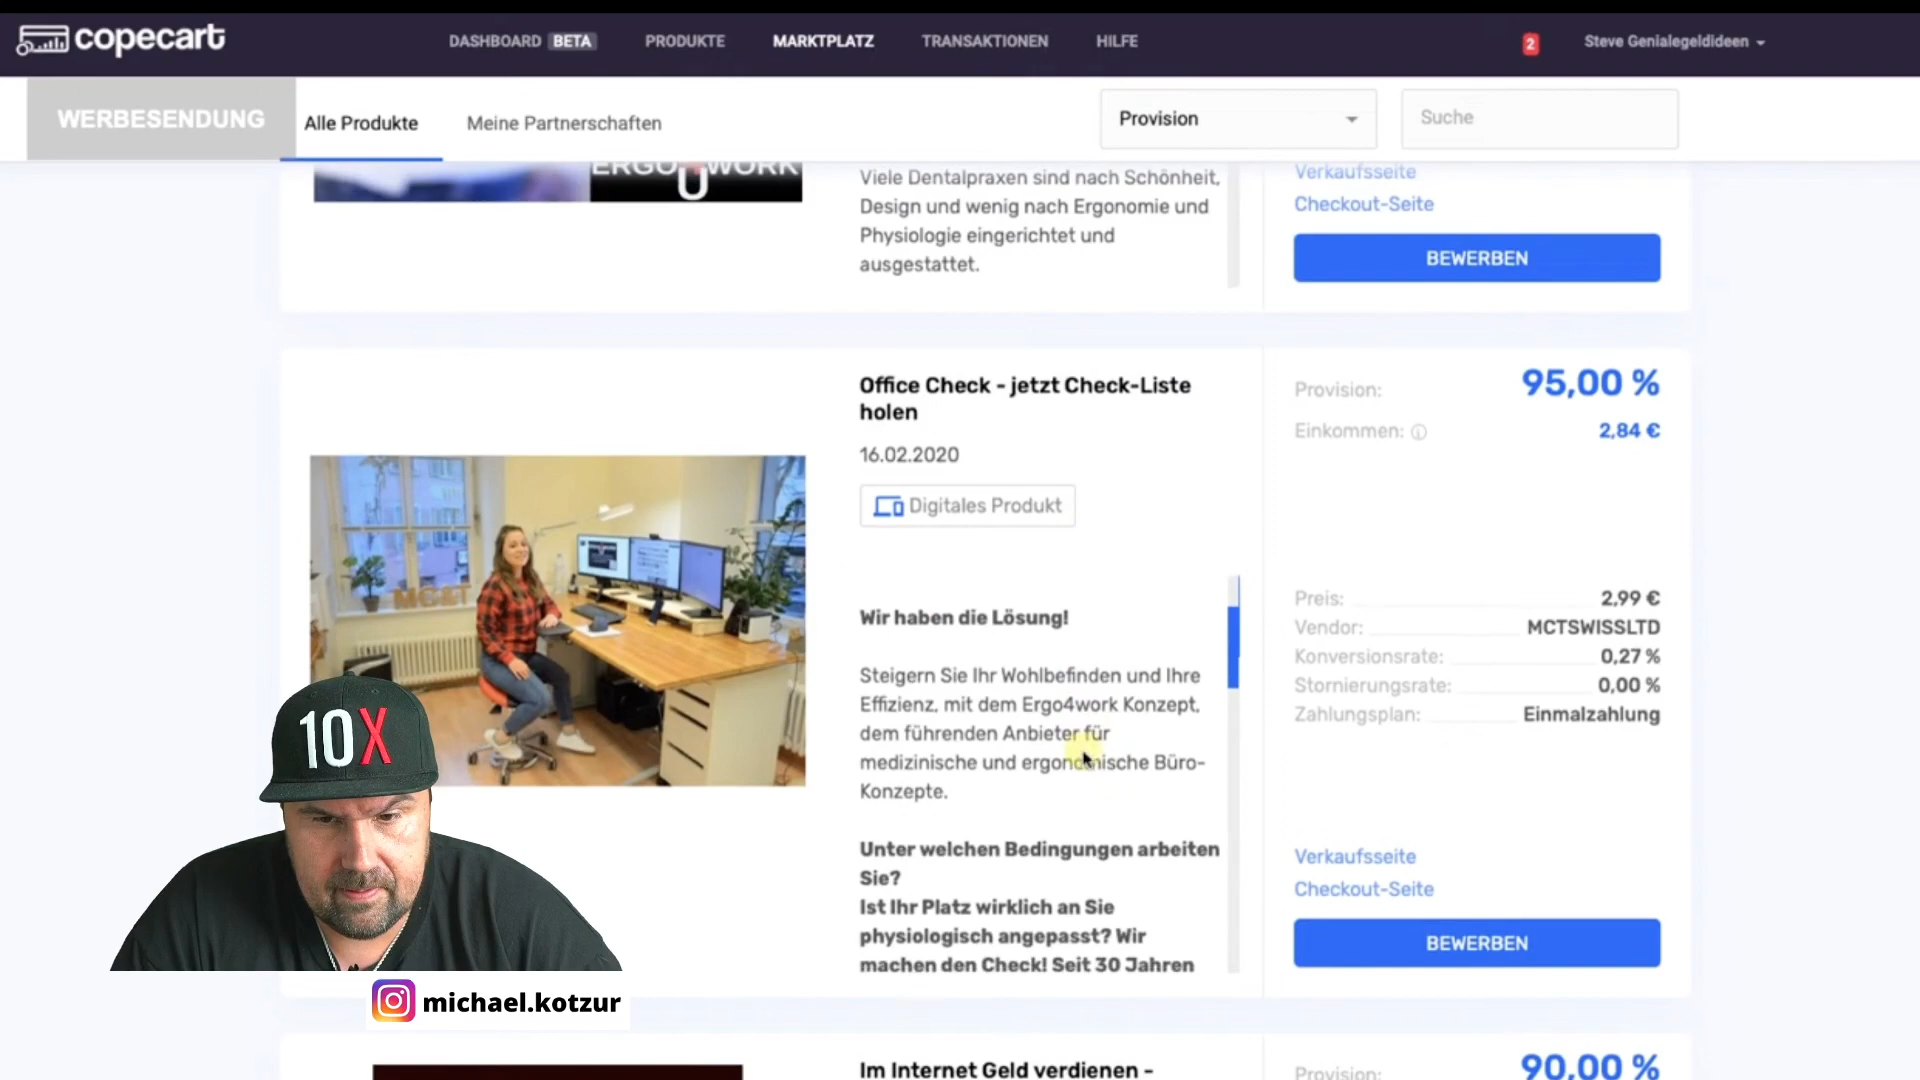 copecart
DASHBOARD BETA
PRODUKTE
MARKTPLATZ
TRANSAKTIONEN
HILFE
2
Steve Genialegeldideen
WERBESENDUNG
Alle Produkte
Meine Partnerschaften
Provision
Suche
ERGO4WORK
Viele Dentalpraxen sind nach Schönheit,
Design und wenig nach Ergonomie und
Physiologie eingerichtet und
ausgestattet.
Verkaufsseite
Checkout-Seite
BEWERBEN
Office Check - jetzt Check-Liste
holen
16.02.2020
Digitales Produkt
Wir haben die Lösung!
Steigern Sie Ihr Wohlbefinden und Ihre
Effizienz, mit dem Ergo4work Konzept,
dem führenden Anbieter für
medizinische und ergonomische Büro-
Konzepte.
Unter welchen Bedingungen arbeiten
Sie?
Ist Ihr Platz wirklich an Sie
physiologisch angepasst? Wir
machen den Check! Seit 30 Jahren
Provision: 95,00 %
Einkommen: 2,84 €
Preis: 2,99 €
Vendor: MCTSWISSLTD
Konversionsrate: 0,27 %
Stornierungsrate: 0,00 %
Zahlungsplan: Einmalzahlung
Verkaufsseite
Checkout-Seite
BEWERBEN
MC&T
10X
michael.kotzur
Im Internet Geld verdienen -
Provision: 90,00 %